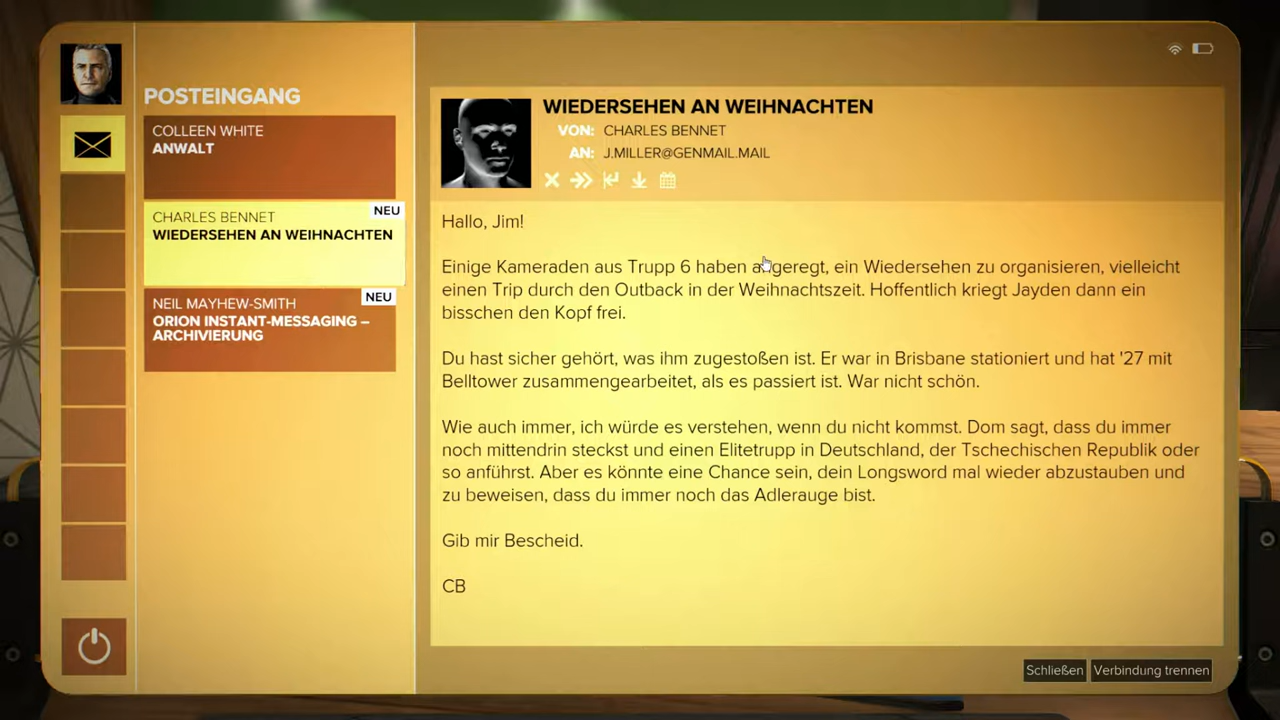 POSTEINGANG
COLLEEN WHITE
ANWALT
CHARLES BENNET
NEU
WIEDERSEHEN AN WEIHNACHTEN
NEIL MAYHEW-SMITH
NEU
ORION INSTANT-MESSAGING –
ARCHIVIERUNG
WIEDERSEHEN AN WEIHNACHTEN
VON: CHARLES BENNET
AN: J.MILLER@GENMAIL.MAIL
Hallo, Jim!
Einige Kameraden aus Trupp 6 haben angeregt, ein Wiedersehen zu organisieren, vielleicht
einen Trip durch den Outback in der Weihnachtszeit. Hoffentlich kriegt Jayden dann ein
bisschen den Kopf frei.
Du hast sicher gehört, was ihm zugestoßen ist. Er war in Brisbane stationiert und hat '27 mit
Belltower zusammengearbeitet, als es passiert ist. War nicht schön.
Wie auch immer, ich würde es verstehen, wenn du nicht kommst. Dom sagt, dass du immer
noch mittendrin steckst und einen Elitetrupp in Deutschland, der Tschechischen Republik oder
so anführst. Aber es könnte eine Chance sein, dein Longsword mal wieder abzustauben und
zu beweisen, dass du immer noch das Adlerauge bist.
Gib mir Bescheid.
CB
Schließen
Verbindung trennen